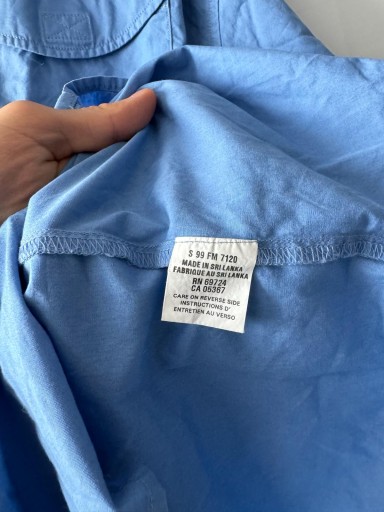 S 99 FM 7120
MADE IN SRI LANKA
FABRIQUE AU SRI LANKA
RN 69724
CA 05367
CARE ON REVERSE SIDE
INSTRUCTIONS D'
ENTRETIEN AU VERSO